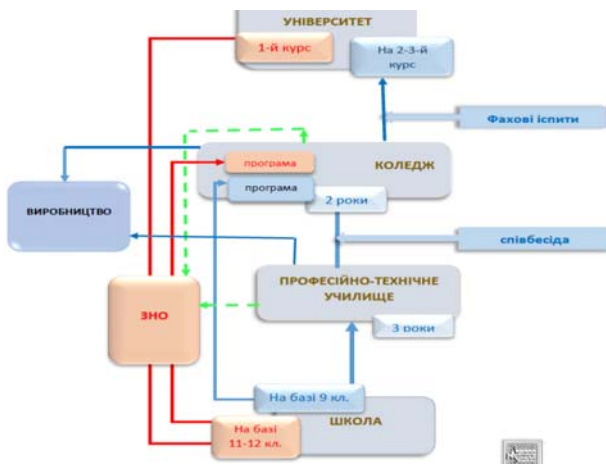 УНІВЕРСИТЕТ
1-й курс
На 2-3-й
курс
Фахові іспити
програма
КОЛЕДЖ
програма
2 роки
ВИРОБНИЦТВО
співбесіда
ПРОФЕСІЙНО-ТЕХНІЧНЕ
УЧИЛИЩЕ
ЗНО
3 роки
На базі 9 кл.
На базі
11-12 кл.
ШКОЛА